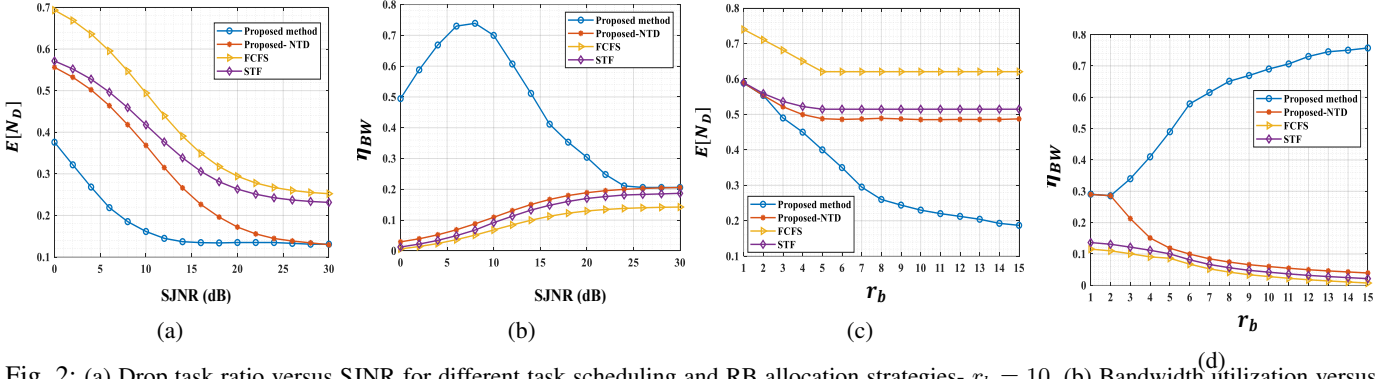 0.7
0.6
0.5
0.4
0.3
0.2
0.1
E[N_D]
0 5 10 15 20 25 30
SJNR (dB)
Proposed method
Proposed- NTD
FCFS
STF
(a)
0.8
0.7
0.6
0.5
0.4
0.3
0.2
0.1
0
η_BW
0 5 10 15 20 25 30
SJNR (dB)
Proposed method
Proposed-NTD
FCFS
STF
(b)
0.8
0.7
0.6
0.5
0.4
0.3
0.2
0.1
E[N_D]
1 2 3 4 5 6 7 8 9 10 11 12 13 14 15
r_b
Proposed method
Proposed-NTD
FCFS
STF
(c)
0.8
0.7
0.6
0.5
0.4
0.3
0.2
0.1
0
η_BW
1 2 3 4 5 6 7 8 9 10 11 12 13 14 15
r_b
Proposed method
Proposed-NTD
FCFS
STF
(d)
Fig. 2: (a) Drop task ratio versus SJNR for different task scheduling and RB allocation strategies- r_b = 10. (b) Bandwidth utilization versus